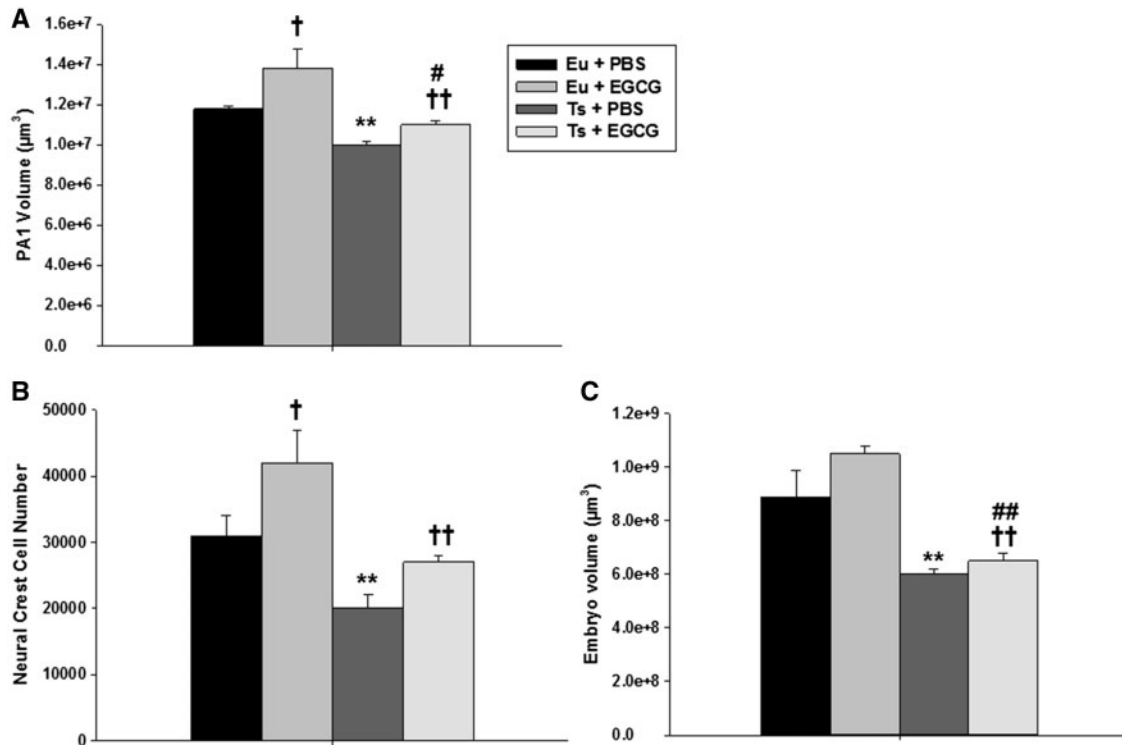 A
PA1 Volume (µm³)
1.6e+7
1.4e+7
1.2e+7
1.0e+7
8.0e+6
6.0e+6
4.0e+6
2.0e+6
0.0
†
**
#
††
Eu + PBS
Eu + EGCG
Ts + PBS
Ts + EGCG
B
Neural Crest Cell Number
50000
40000
30000
20000
10000
0
†
**
††
C
Embryo volume (µm³)
1.2e+9
1.0e+9
8.0e+8
6.0e+8
4.0e+8
2.0e+8
0.0
**
##
††